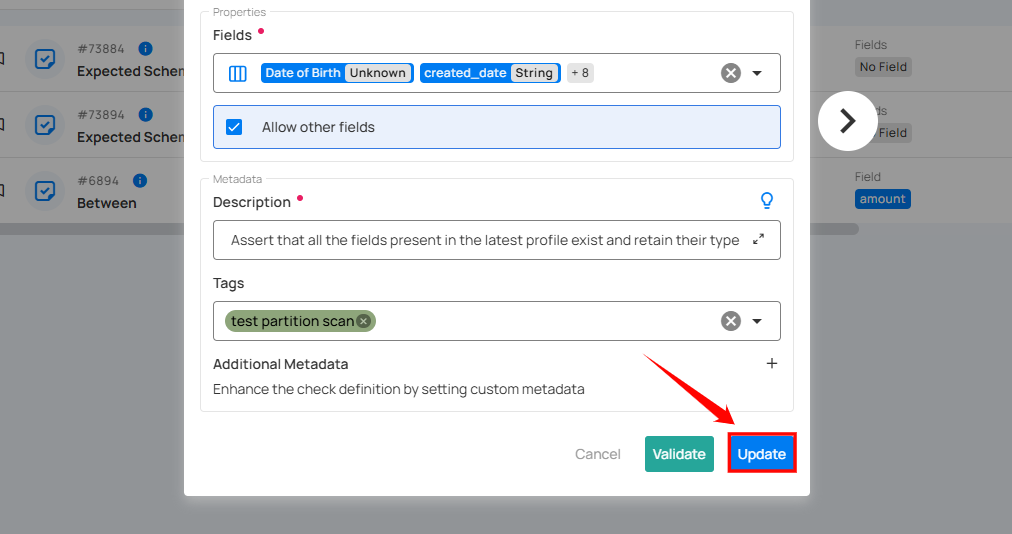 Properties
Fields
Date of Birth Unknown created_date String + 8
Allow other fields
Metadata
Description
Assert that all the fields present in the latest profile exist and retain their type
Tags
test partition scan
Additional Metadata
Enhance the check definition by setting custom metadata
Cancel Validate Update
#73884
Expected Schem
Fields
No Field
#73894
Expected Schem
Field
#6894
Between
Field
amount